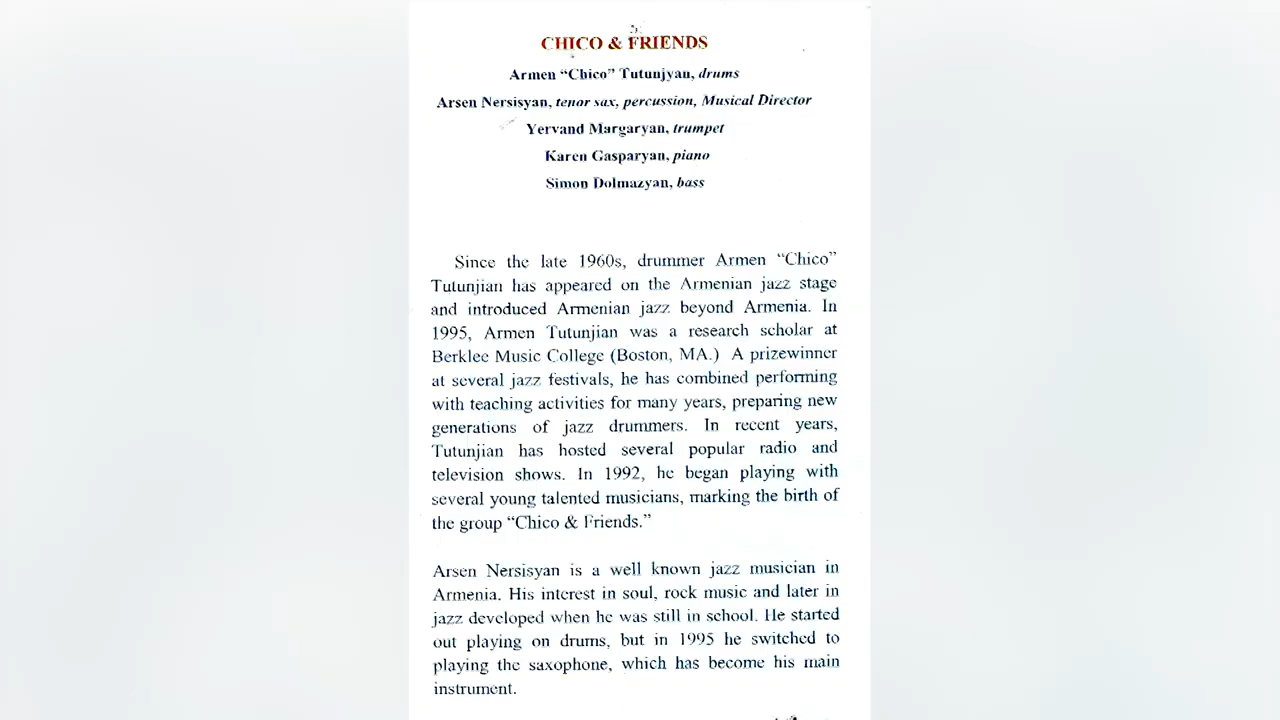 CHICO & FRIENDS
Armen “Chico” Tutunjyan, drums
Arsen Nersisyan, tenor sax, percussion, Musical Director
Yervand Margaryan, trumpet
Karen Gasparyan, piano
Simon Dolmazyan, bass
Since the late 1960s, drummer Armen “Chico”
Tutunjian has appeared on the Armenian jazz stage
and introduced Armenian jazz beyond Armenia. In
1995, Armen Tutunjian was a research scholar at
Berklee Music College (Boston, MA.) A prizewinner
at several jazz festivals, he has combined performing
with teaching activities for many years, preparing new
generations of jazz drummers. In recent years,
Tutunjian has hosted several popular radio and
television shows. In 1992, he began playing with
several young talented musicians, marking the birth of
the group “Chico & Friends.”
Arsen Nersisyan is a well known jazz musician in
Armenia. His interest in soul, rock music and later in
jazz developed when he was still in school. He started
out playing on drums, but in 1995 he switched to
playing the saxophone, which has become his main
instrument.